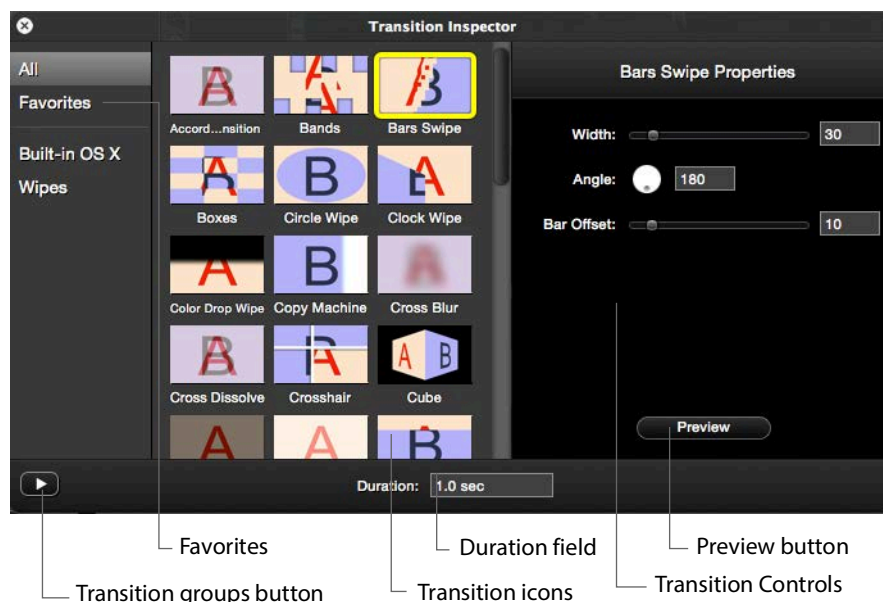 Transition Inspector
All
Favorites
Built-in OS X
Wipes
B A
A A
A B
Accord...nsition
Bands
Bars Swipe
A B
B
B A
Boxes
Circle Wipe
Clock Wipe
A
B
A
Color Drop Wipe
Copy Machine
Cross Blur
B A
B A
A B
Cross Dissolve
Crosshair
Cube
A
A
B
Bars Swipe Properties
Width:
30
Angle:
180
Bar Offset:
10
Preview
Duration:
1.0 sec
Favorites
Duration field
Preview button
Transition groups button
Transition icons
Transition Controls